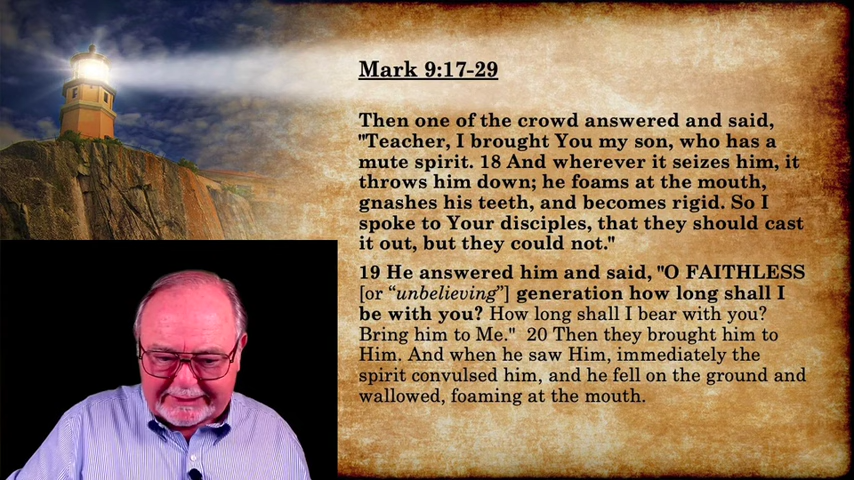 Mark 9:17-29
Then one of the crowd answered and said,
"Teacher, I brought You my son, who has a
mute spirit. 18 And wherever it seizes him, it
throws him down; he foams at the mouth,
gnashes his teeth, and becomes rigid. So I
spoke to Your disciples, that they should cast
it out, but they could not."
19 He answered him and said, "O FAITHLESS
[or “unbelieving”] generation how long shall I
be with you? How long shall I bear with you?
Bring him to Me." 20 Then they brought him to
Him. And when he saw Him, immediately the
spirit convulsed him, and he fell on the ground and
wallowed, foaming at the mouth.